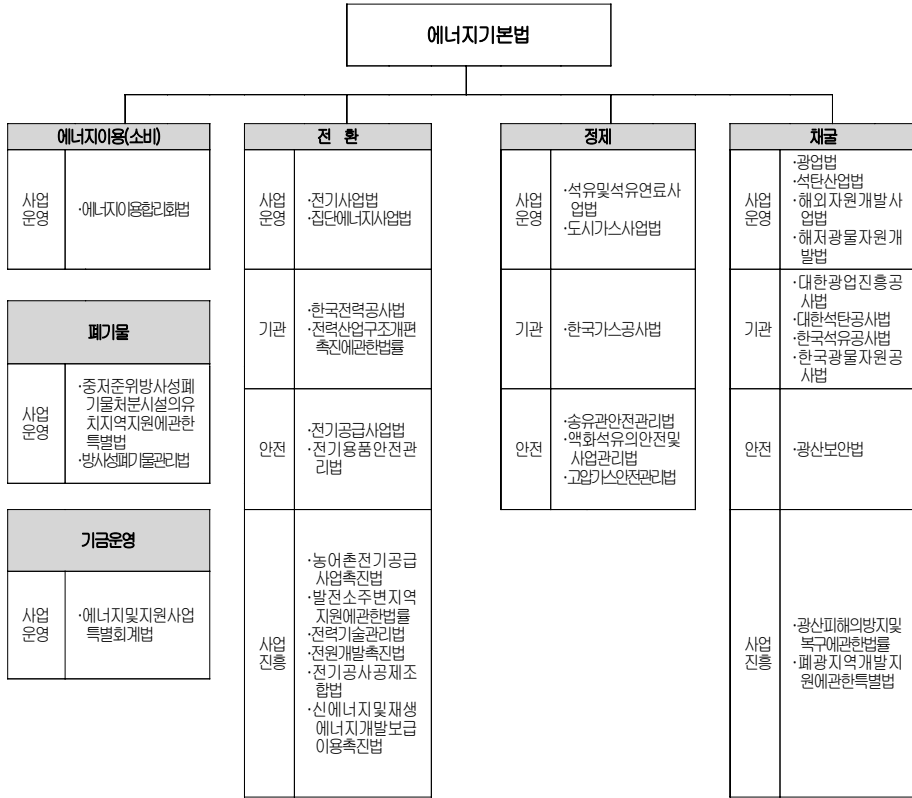 에너지기본법
에너지이용(소비)
사업
운영
·에너지이용합리화법
폐기물
사업
운영
·중저준위방사성폐
기물처분시설의유
치지역지원에관한
특별법
·방사성폐기물관리법
기금운영
사업
운영
·에너지및지원사업
특별회계법
전 환
사업
운영
·전기사업법
·집단에너지사업법
기관
·한국전력공사법
·전력산업구조개편
촉진에관한법률
안전
·전기공급사업법
·전기용품안전관
리법
사업
진흥
·농어촌전기공급
사업촉진법
·발전소주변지역
지원에관한법률
·전력기술관리법
·전원개발촉진법
·전기공사공제조
합법
·신에너지및재생
에너지개발보급
이용촉진법
정제
사업
운영
·석유및석유연료사
업법
·도시가스사업법
기관
·한국가스공사법
안전
·송유관안전관리법
·액화석유의안전및
사업관리법
·고압가스안전관리법
채굴
사업
운영
·광업법
·석탄산업법
·해외자원개발사
업법
·해저광물자원개
발법
기관
·대한광업진흥공
사법
·대한석탄공사법
·한국석유공사법
·한국광물자원공
사법
안전
·광산보안법
사업
진흥
·광산피해의방지및
복구에관한법률
·폐광지역개발지
원에관한특별법